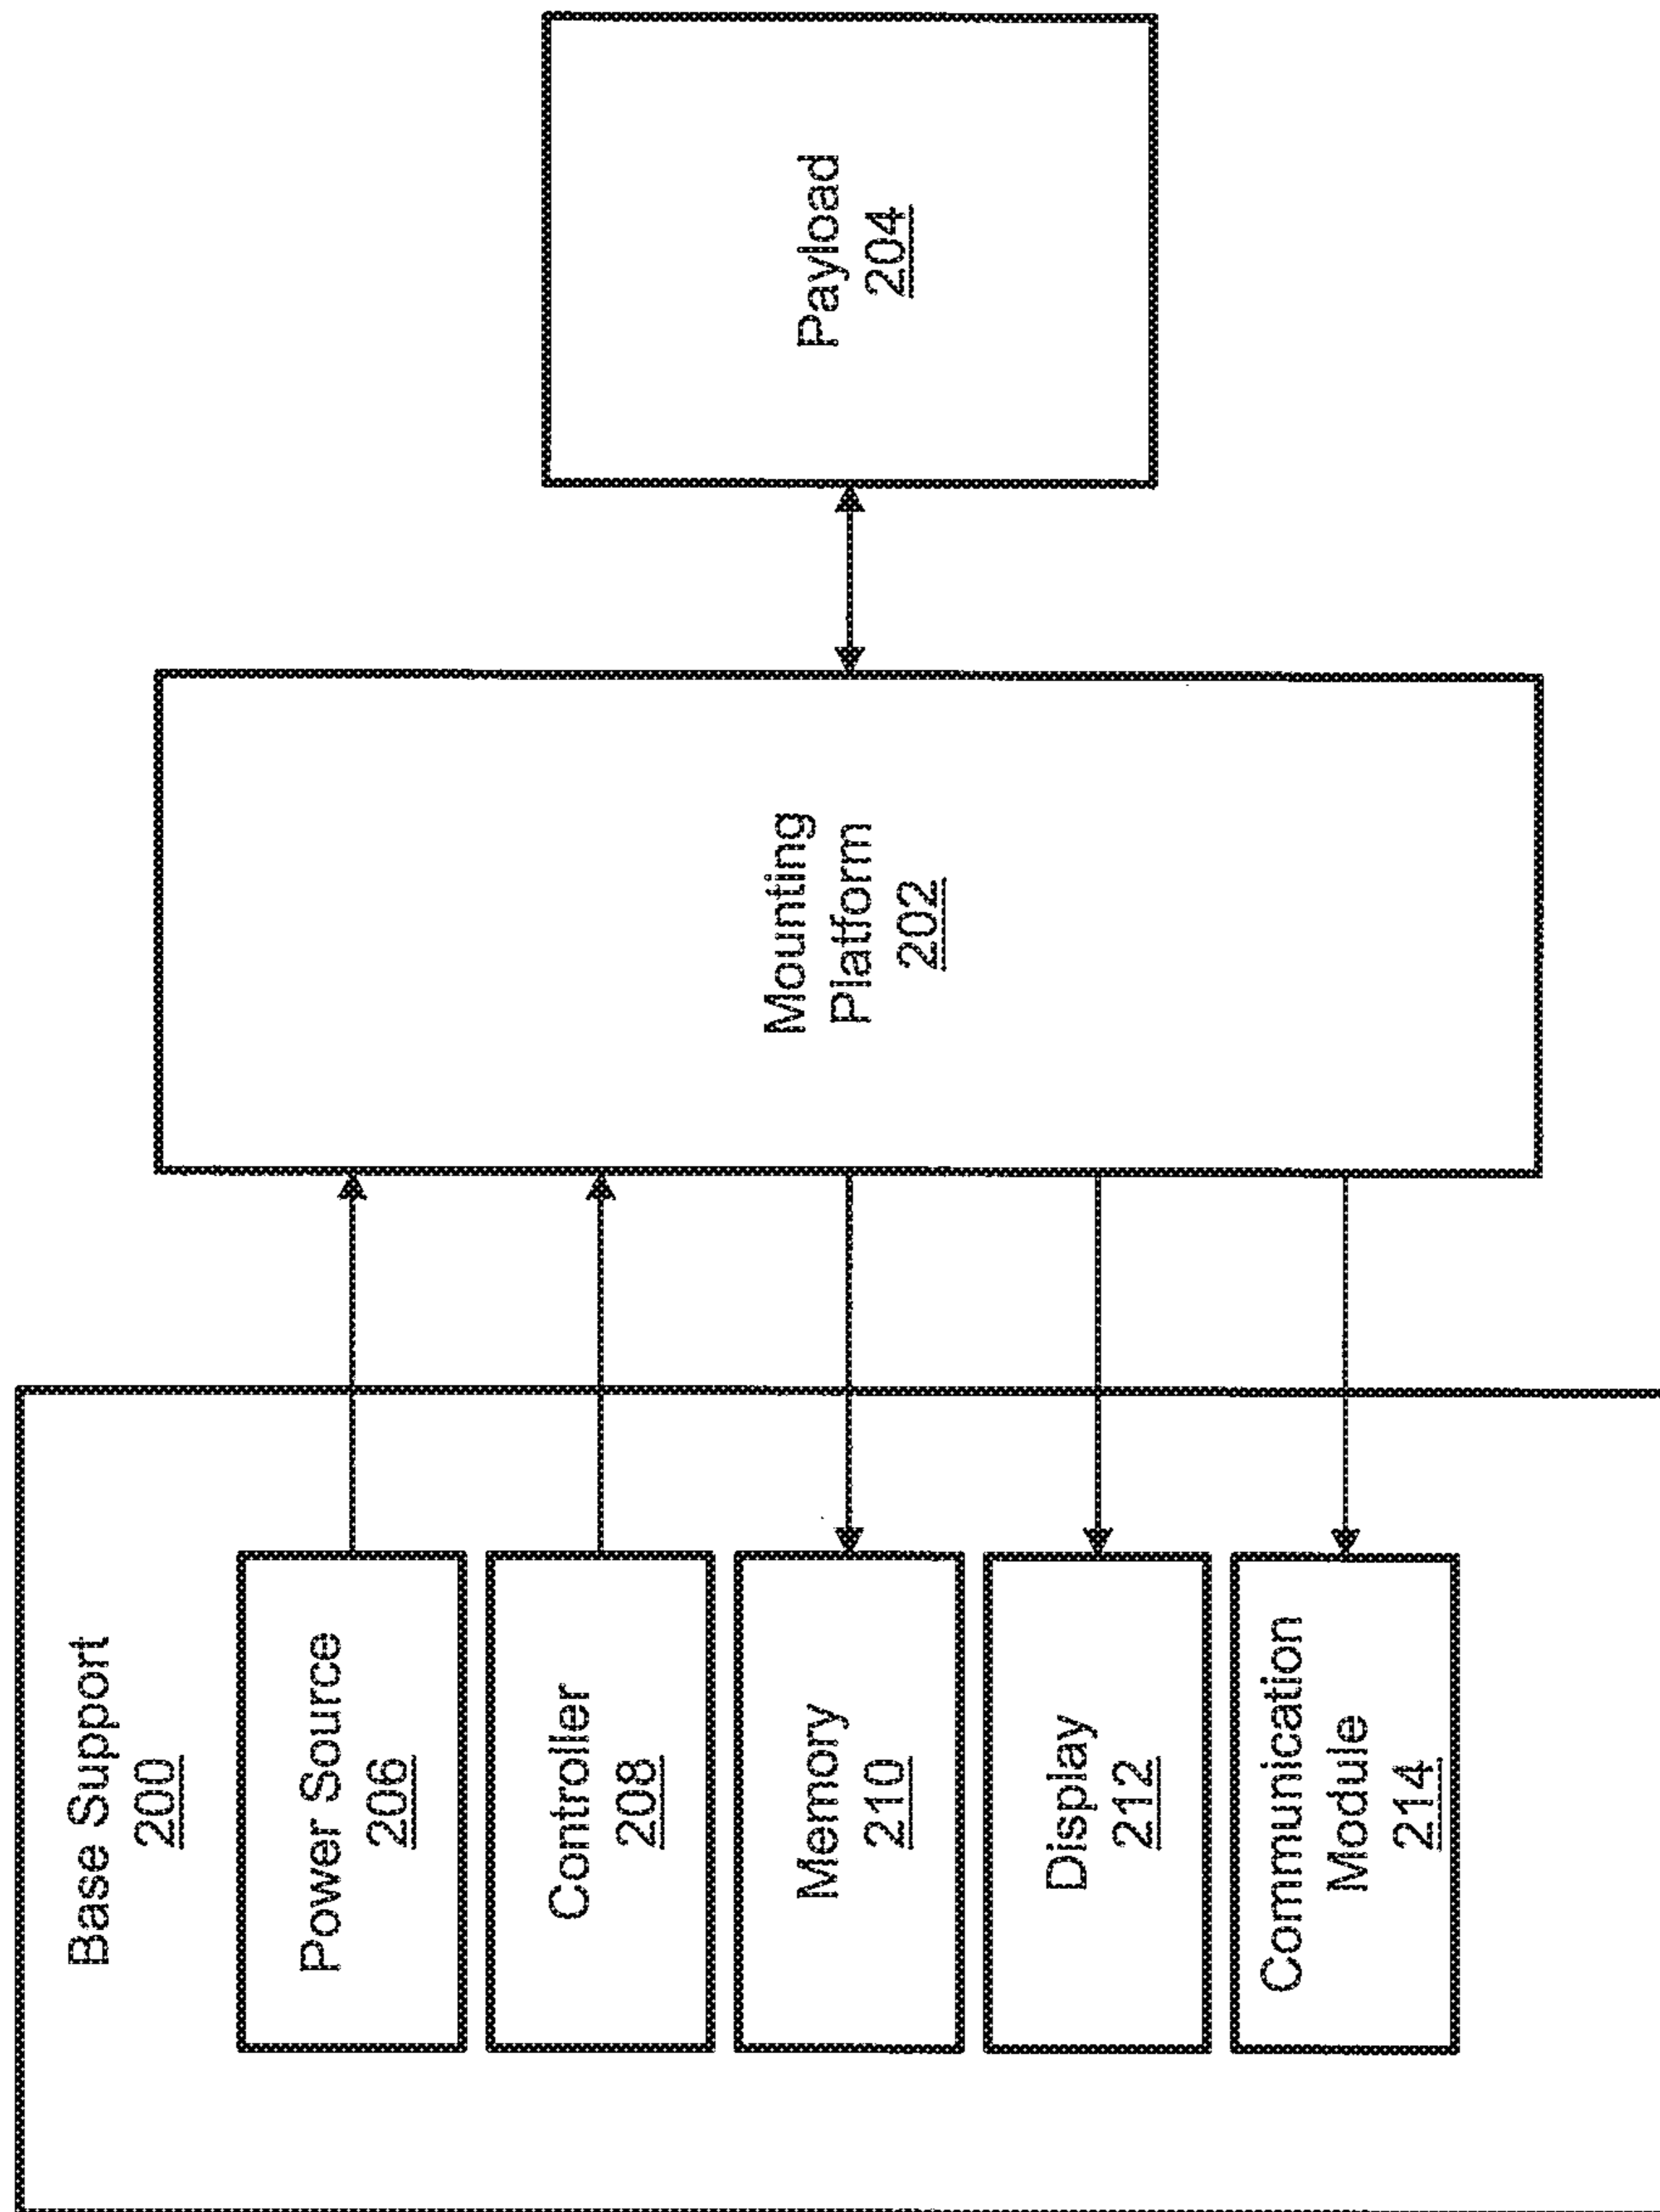 Base Support
200
Power Source
206
Controller
208
Memory
210
Display
212
Communication
Module
214
Mounting
Platform
202
Payload
204